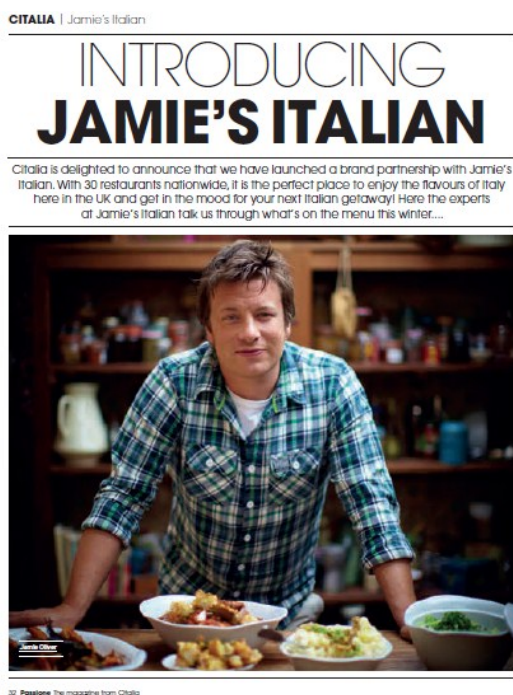 CITALIA | Jamie's Italian
INTRODUCING
JAMIE'S ITALIAN
Citalia is delighted to announce that we have launched a brand partnership with Jamie's
Italian. With 30 restaurants nationwide, it is the perfect place to enjoy the flavours of Italy
here in the UK and get in the mood for your next Italian getaway! Here the experts
at Jamie's Italian talk us through what's on the menu this winter....
Jamie Oliver
32 Passione The magazine from Citalia